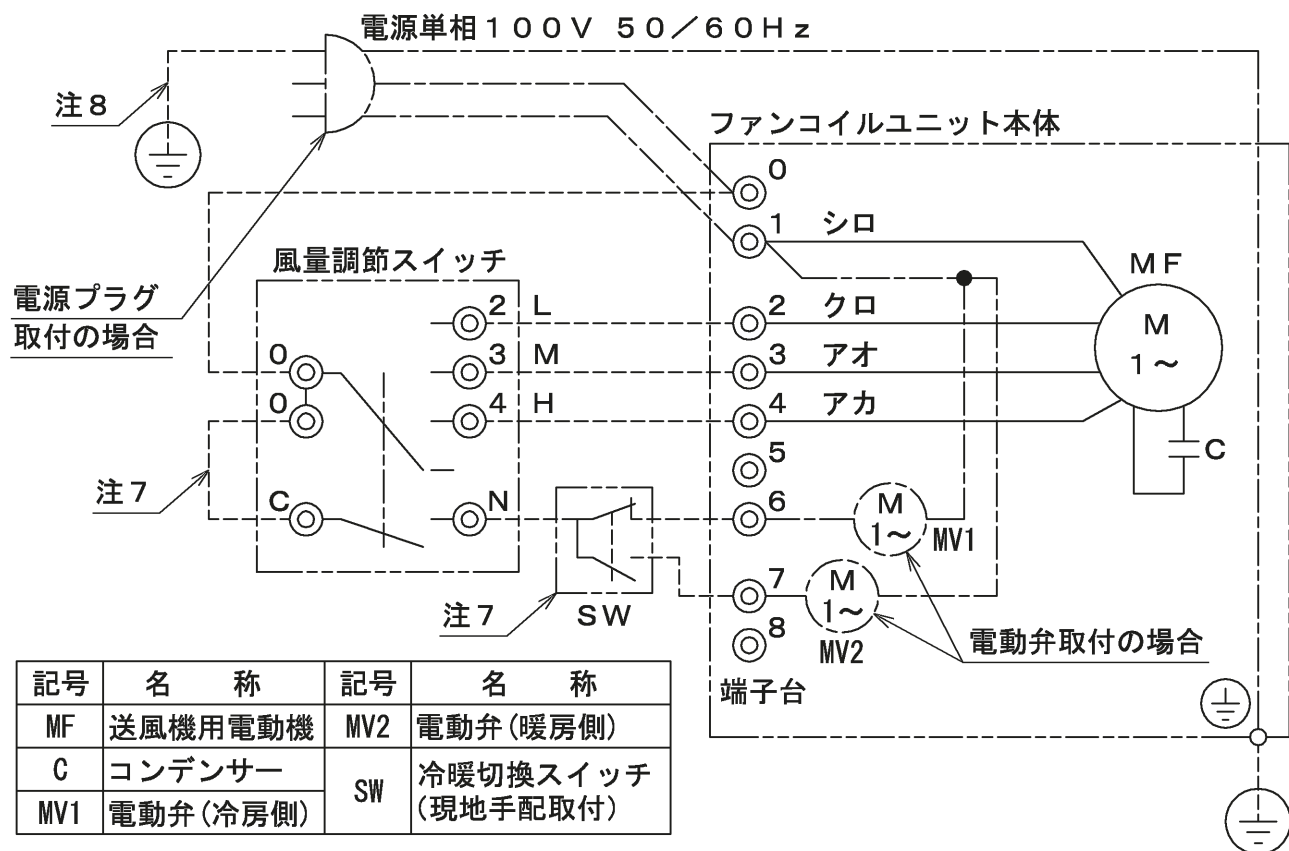 電源単相１００Ｖ ５０／６０Ｈｚ
注８
ファンコイルユニット本体
0
1 シロ
風量調節スイッチ
MF
電源プラグ
取付の場合
2 L
2 クロ
M
1～
0
3 M
3 アオ
0
4 H
4 アカ
5
C
注７
C
N
6
M
1～
MV1
7
M
1～
MV2
注７
SW
8
電動弁取付の場合
端子台
記号 名 称 記号 名 称
MF 送風機用電動機 MV2 電動弁(暖房側)
C コンデンサー SW 冷暖切換スイッチ
(現地手配取付)
MV1 電動弁(冷房側)